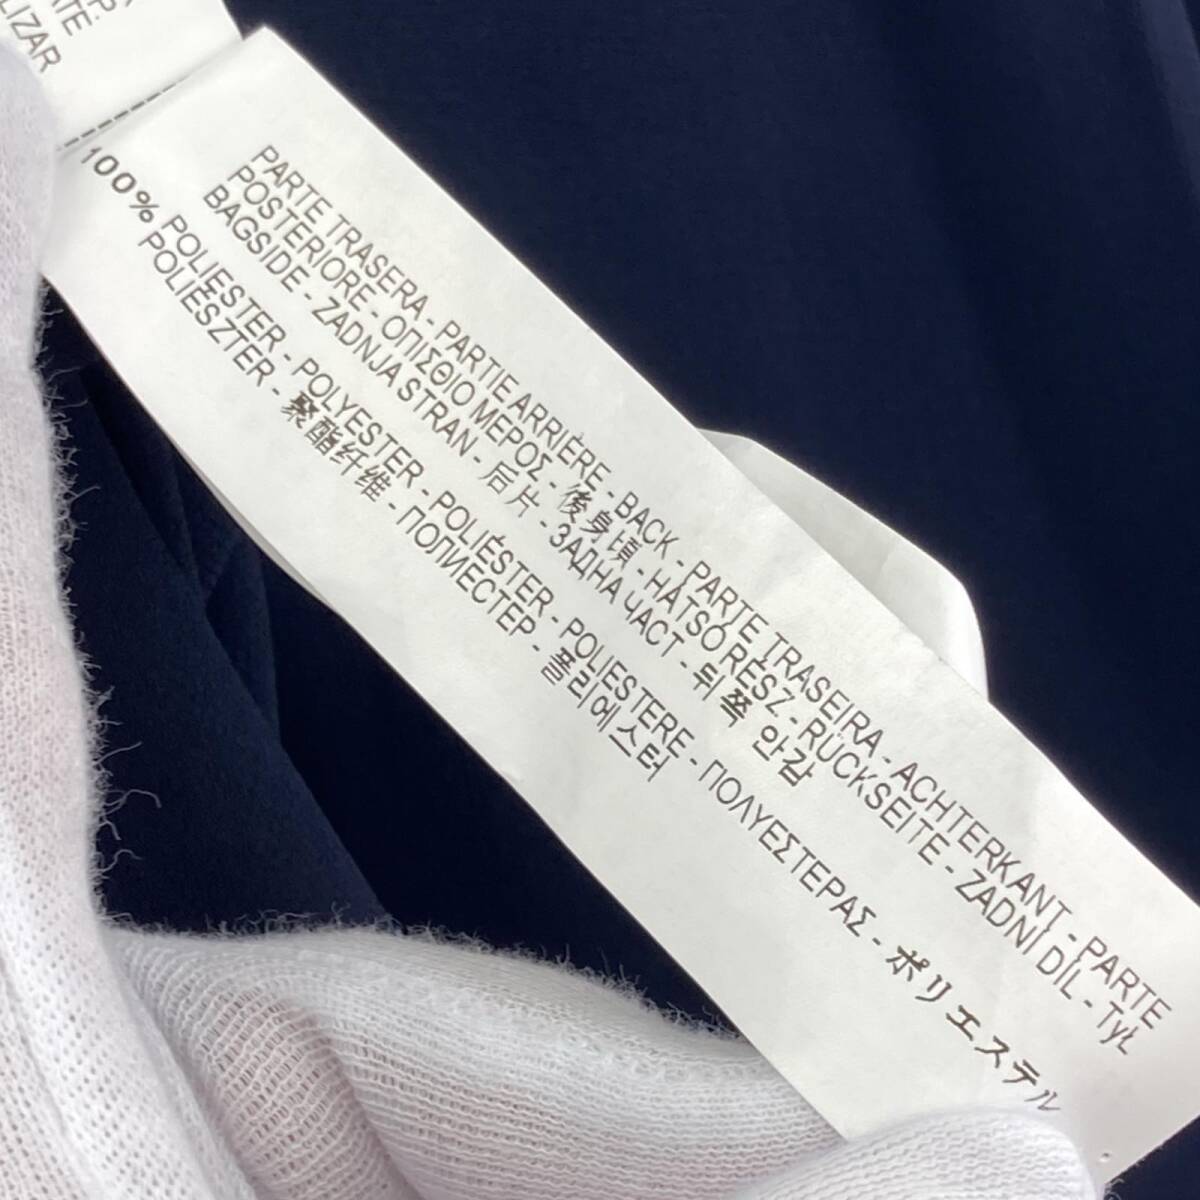 LIZAR
PARTE TRASERA - PARTIE ARRIÈRE - BACK - PARTE TRASEIRA - ACHTERKANT - PARTE
POSTERIORE - ΟΠΙΣΘΙΟ ΜΕΡΟΣ - 後身頃 - HÁTSÓ RÉSZ - RÜCKSEITE - ZADNÍ DÍL - TyŁ
BAGSIDE - ZADNJA STRAN - 后片 - ЗАДНА ЧАСТ - 뒤 쪽 안감
100% POLIESTER - POLYESTER - POLIÉSTER - POLIESTERE - ΠΟΛΥΕΣΤΕΡΑΣ - ポリエステル
POLIÉSZTER - 聚酯纤维 - ПОЛИЕСТЕР - 폴리에스터